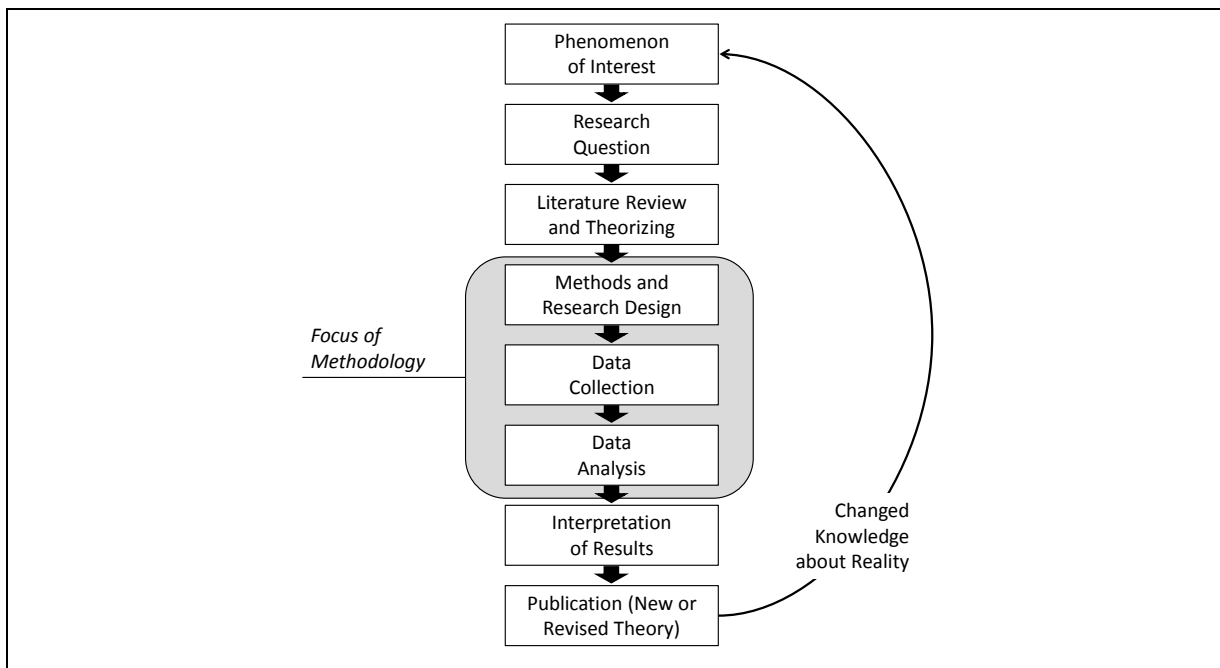 Phenomenon
of Interest
Research
Question
Literature Review
and Theorizing
Methods and
Research Design
Focus of
Methodology
Data
Collection
Data
Analysis
Interpretation
of Results
Changed
Knowledge
about Reality
Publication (New or
Revised Theory)